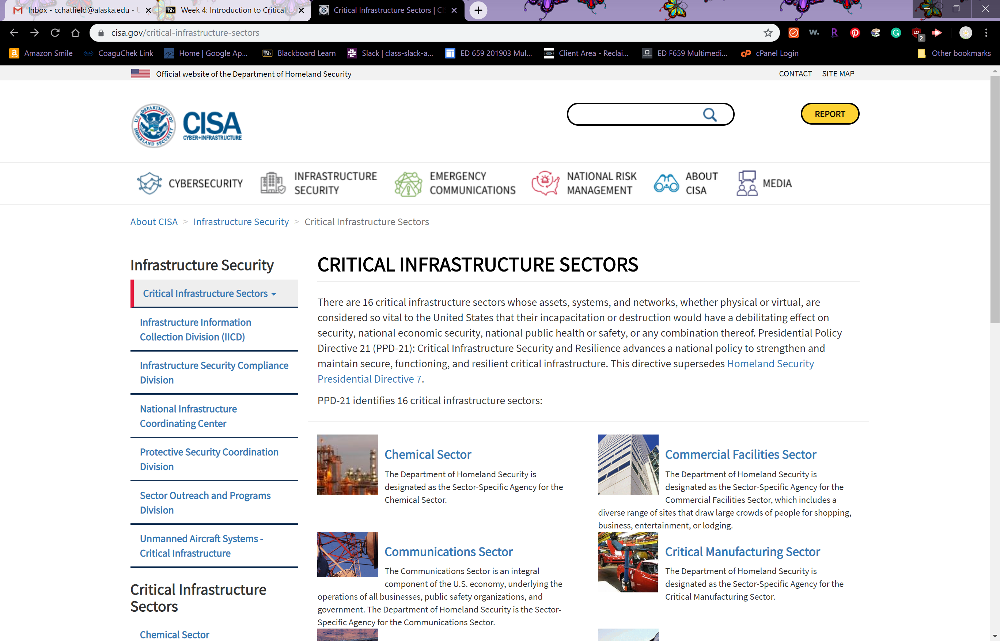 Inbox - cchatfield@alaska.edu - U
Week 4: Introduction to Critical I
Critical Infrastructure Sectors | CIS
cisa.gov/critical-infrastructure-sectors
w.
R
UO
2
Amazon Smile
CoaguChek Link
Home | Google Ap...
Bb
Blackboard Learn
Slack | class-slack-a...
ED 659 201903 Mul...
Client Area - Reclai...
ED F659 Multimedi...
cP
cPanel Login
Other bookmarks
Official website of the Department of Homeland Security
CONTACT
SITE MAP
U.S. DEPARTMENT OF HOMELAND SECURITY
CISA
CYBER+INFRASTRUCTURE
REPORT
CYBERSECURITY
INFRASTRUCTURE
SECURITY
EMERGENCY
COMMUNICATIONS
NATIONAL RISK
MANAGEMENT
ABOUT
CISA
MEDIA
About CISA > Infrastructure Security > Critical Infrastructure Sectors
Infrastructure Security
Critical Infrastructure Sectors
Infrastructure Information
Collection Division (IICD)
Infrastructure Security Compliance
Division
National Infrastructure
Coordinating Center
Protective Security Coordination
Division
Sector Outreach and Programs
Division
Unmanned Aircraft Systems -
Critical Infrastructure
Critical Infrastructure
Sectors
Chemical Sector
CRITICAL INFRASTRUCTURE SECTORS
There are 16 critical infrastructure sectors whose assets, systems, and networks, whether physical or virtual, are
considered so vital to the United States that their incapacitation or destruction would have a debilitating effect on
security, national economic security, national public health or safety, or any combination thereof. Presidential Policy
Directive 21 (PPD-21): Critical Infrastructure Security and Resilience advances a national policy to strengthen and
maintain secure, functioning, and resilient critical infrastructure. This directive supersedes Homeland Security
Presidential Directive 7.
PPD-21 identifies 16 critical infrastructure sectors:
Chemical Sector
The Department of Homeland Security is
designated as the Sector-Specific Agency for the
Chemical Sector.
Commercial Facilities Sector
The Department of Homeland Security is
designated as the Sector-Specific Agency for the
Commercial Facilities Sector, which includes a
diverse range of sites that draw large crowds of people for shopping,
business, entertainment, or lodging.
Communications Sector
The Communications Sector is an integral
component of the U.S. economy, underlying the
operations of all businesses, public safety organizations, and
government. The Department of Homeland Security is the Sector-
Specific Agency for the Communications Sector.
Critical Manufacturing Sector
The Department of Homeland Security is
designated as the Sector-Specific Agency for the
Critical Manufacturing Sector.